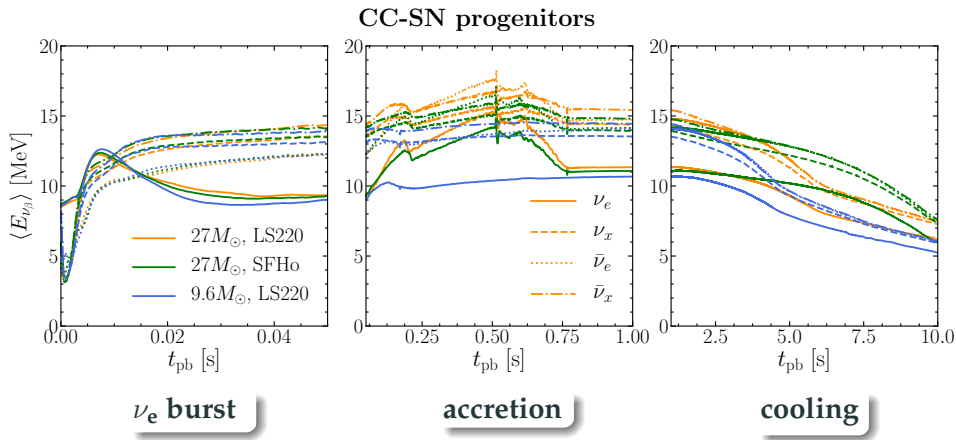 CC-SN progenitors
⟨E_{ν_β}⟩ [MeV]
20
15
10
5
0
0.00 0.02 0.04
t_pb [s]
27M⊙, LS220
27M⊙, SFHo
9.6M⊙, LS220
ν_e burst
20
15
10
5
0
0.25 0.50 0.75 1.00
t_pb [s]
ν_e
ν_x
ν̄_e
ν̄_x
accretion
20
15
10
5
0
2.5 5.0 7.5 10.0
t_pb [s]
cooling